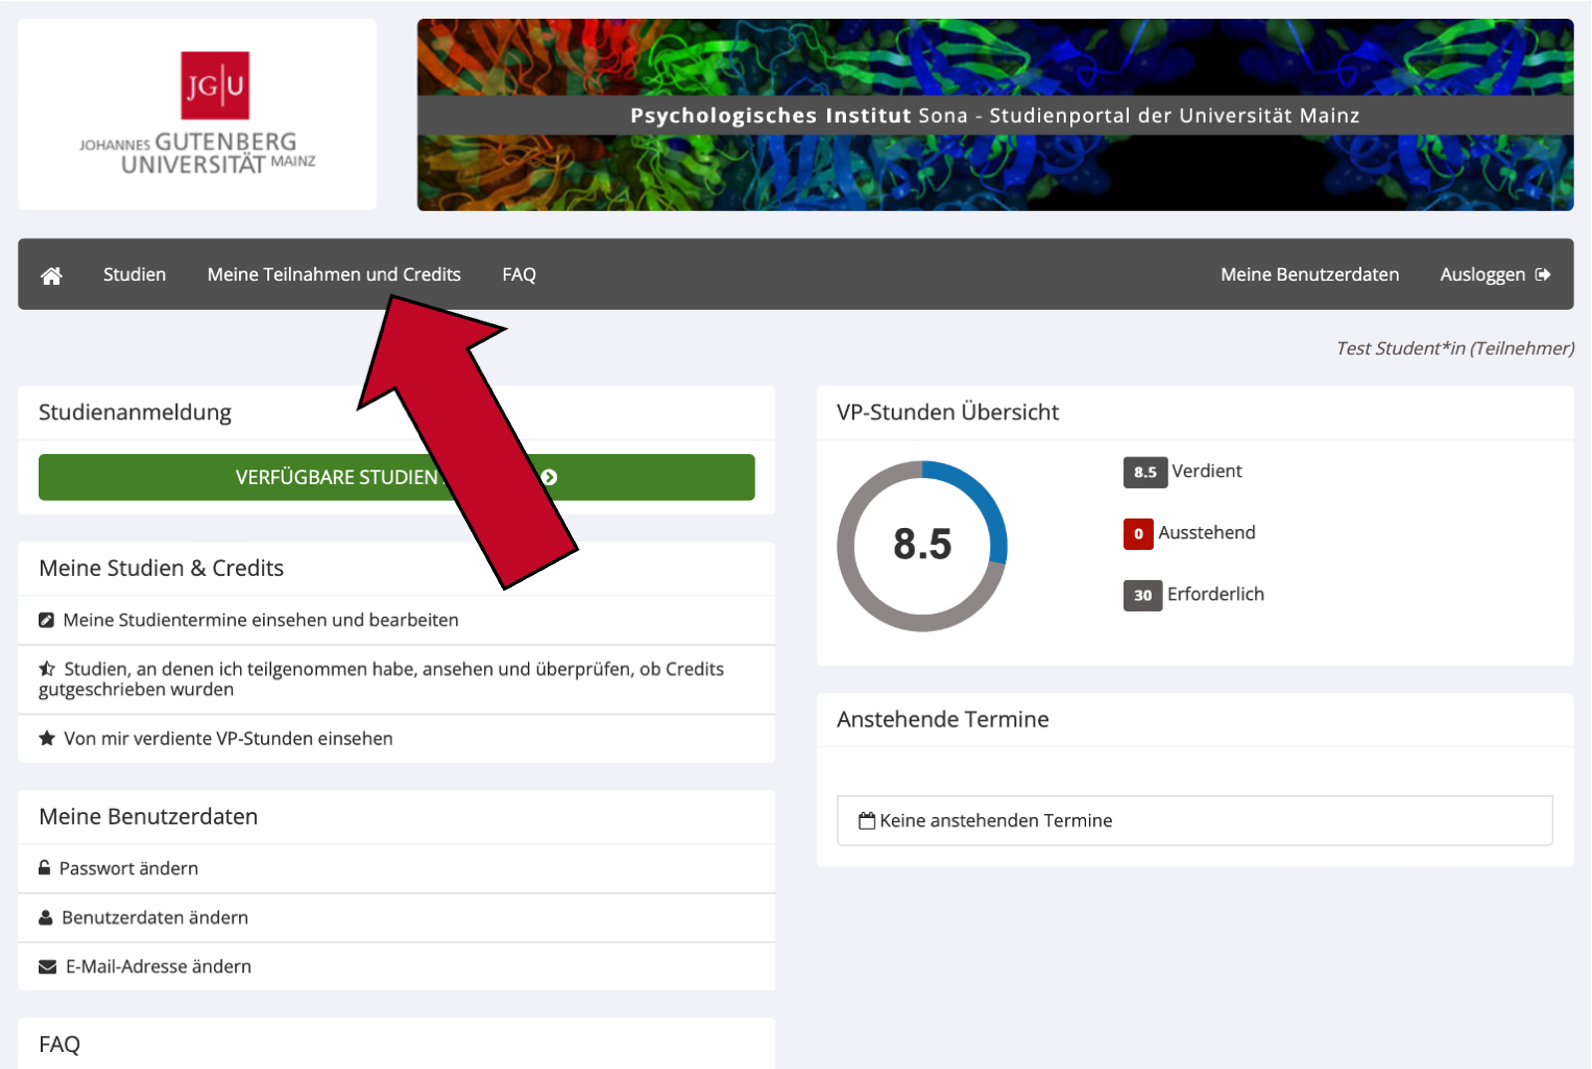 JG|U
JOHANNES GUTENBERG
UNIVERSITÄT MAINZ
Psychologisches Institut Sona - Studienportal der Universität Mainz
Studien
Meine Teilnahmen und Credits
FAQ
Meine Benutzerdaten
Ausloggen
Test Student*in (Teilnehmer)
Studienanmeldung
VERFÜGBARE STUDIEN
Meine Studien & Credits
Meine Studientermine einsehen und bearbeiten
Studien, an denen ich teilgenommen habe, ansehen und überprüfen, ob Credits
gutgeschrieben wurden
Von mir verdiente VP-Stunden einsehen
Meine Benutzerdaten
Passwort ändern
Benutzerdaten ändern
E-Mail-Adresse ändern
FAQ
VP-Stunden Übersicht
8.5
8.5 Verdient
0 Ausstehend
30 Erforderlich
Anstehende Termine
Keine anstehenden Termine